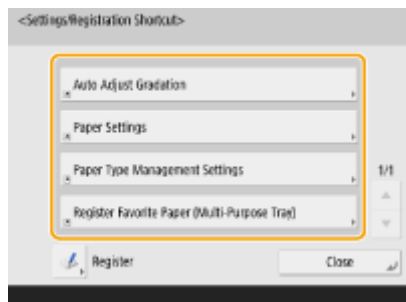 <Settings/Registration Shortcut>
Auto Adjust Gradation
Paper Settings
Paper Type Management Settings
1/1
Register Favorite Paper (Multi-Purpose Tray)
Register
Close